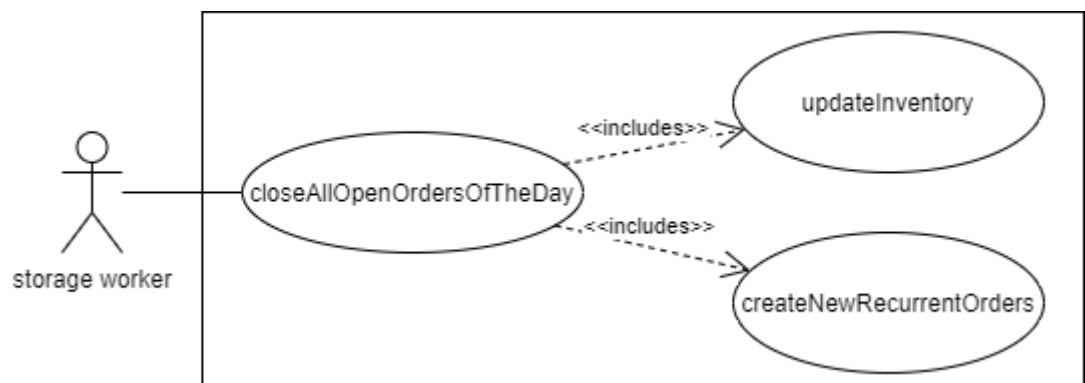 updateInventory
<<includes>>
closeAllOpenOrdersOfTheDay
<<includes>>
storage worker
createNewRecurrentOrders